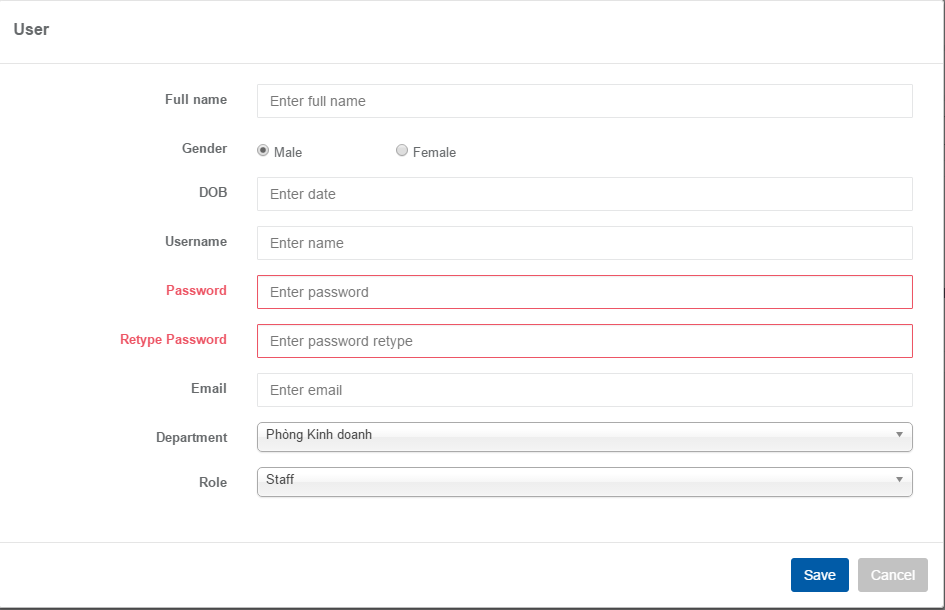 User
Full name Enter full name
Gender Male Female
DOB Enter date
Username Enter name
Password Enter password
Retype Password Enter password retype
Email Enter email
Department Phòng Kinh doanh
Role Staff
Save Cancel